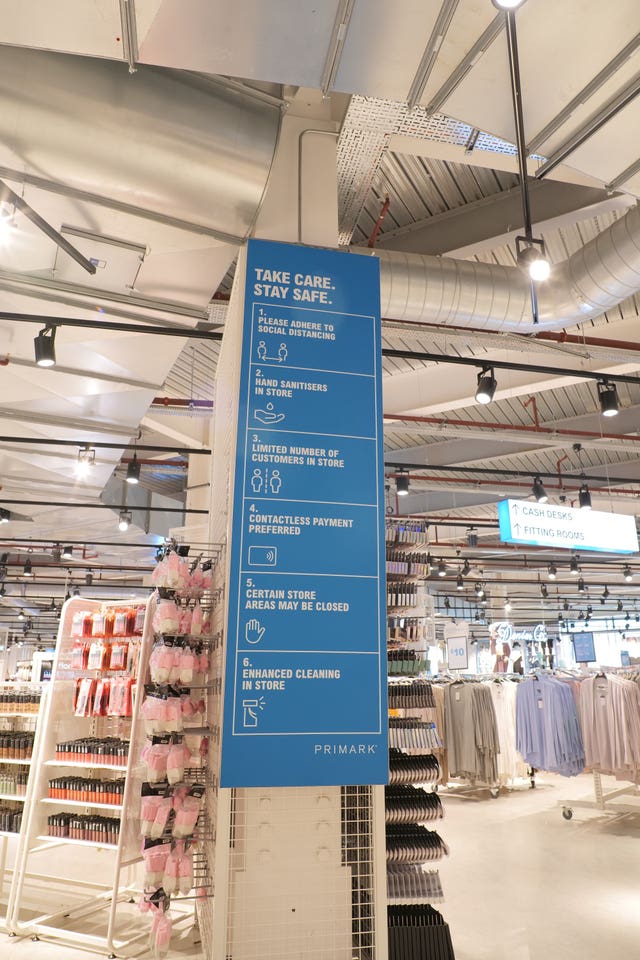 TAKE CARE.
STAY SAFE.
1.
PLEASE ADHERE TO
SOCIAL DISTANCING
2.
HAND SANITISERS
IN STORE
3.
LIMITED NUMBER OF
CUSTOMERS IN STORE
4.
CONTACTLESS PAYMENT
PREFERRED
5.
CERTAIN STORE
AREAS MAY BE CLOSED
6.
ENHANCED CLEANING
IN STORE
PRIMARK
↑ CASH DESKS
↑ FITTING ROOMS
$10